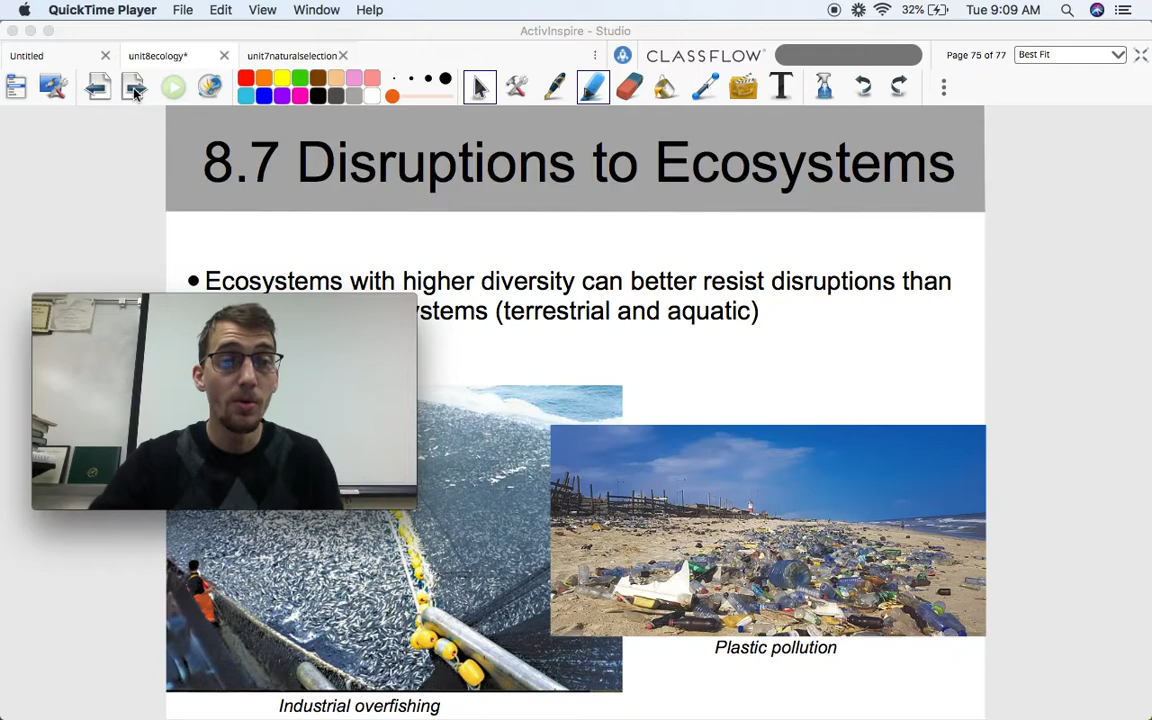 QuickTime Player File Edit View Window Help 32% Tue 9:09 AM
ActivInspire - Studio
Untitled unit8ecology* unit7naturalselection CLASSFLOW Page 75 of 77 Best Fit
8.7 Disruptions to Ecosystems
• Ecosystems with higher diversity can better resist disruptions than
stems (terrestrial and aquatic)
Plastic pollution
Industrial overfishing